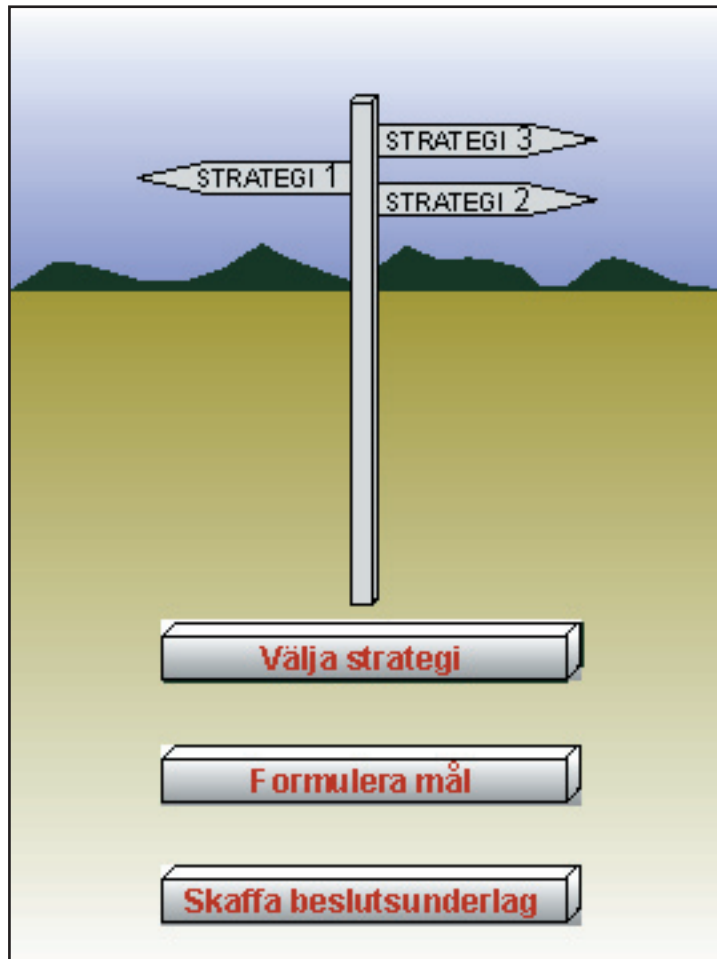 STRATEGI 3
STRATEGI 1
STRATEGI 2
Välja strategi
Formulera mål
Skaffa beslutsunderlag